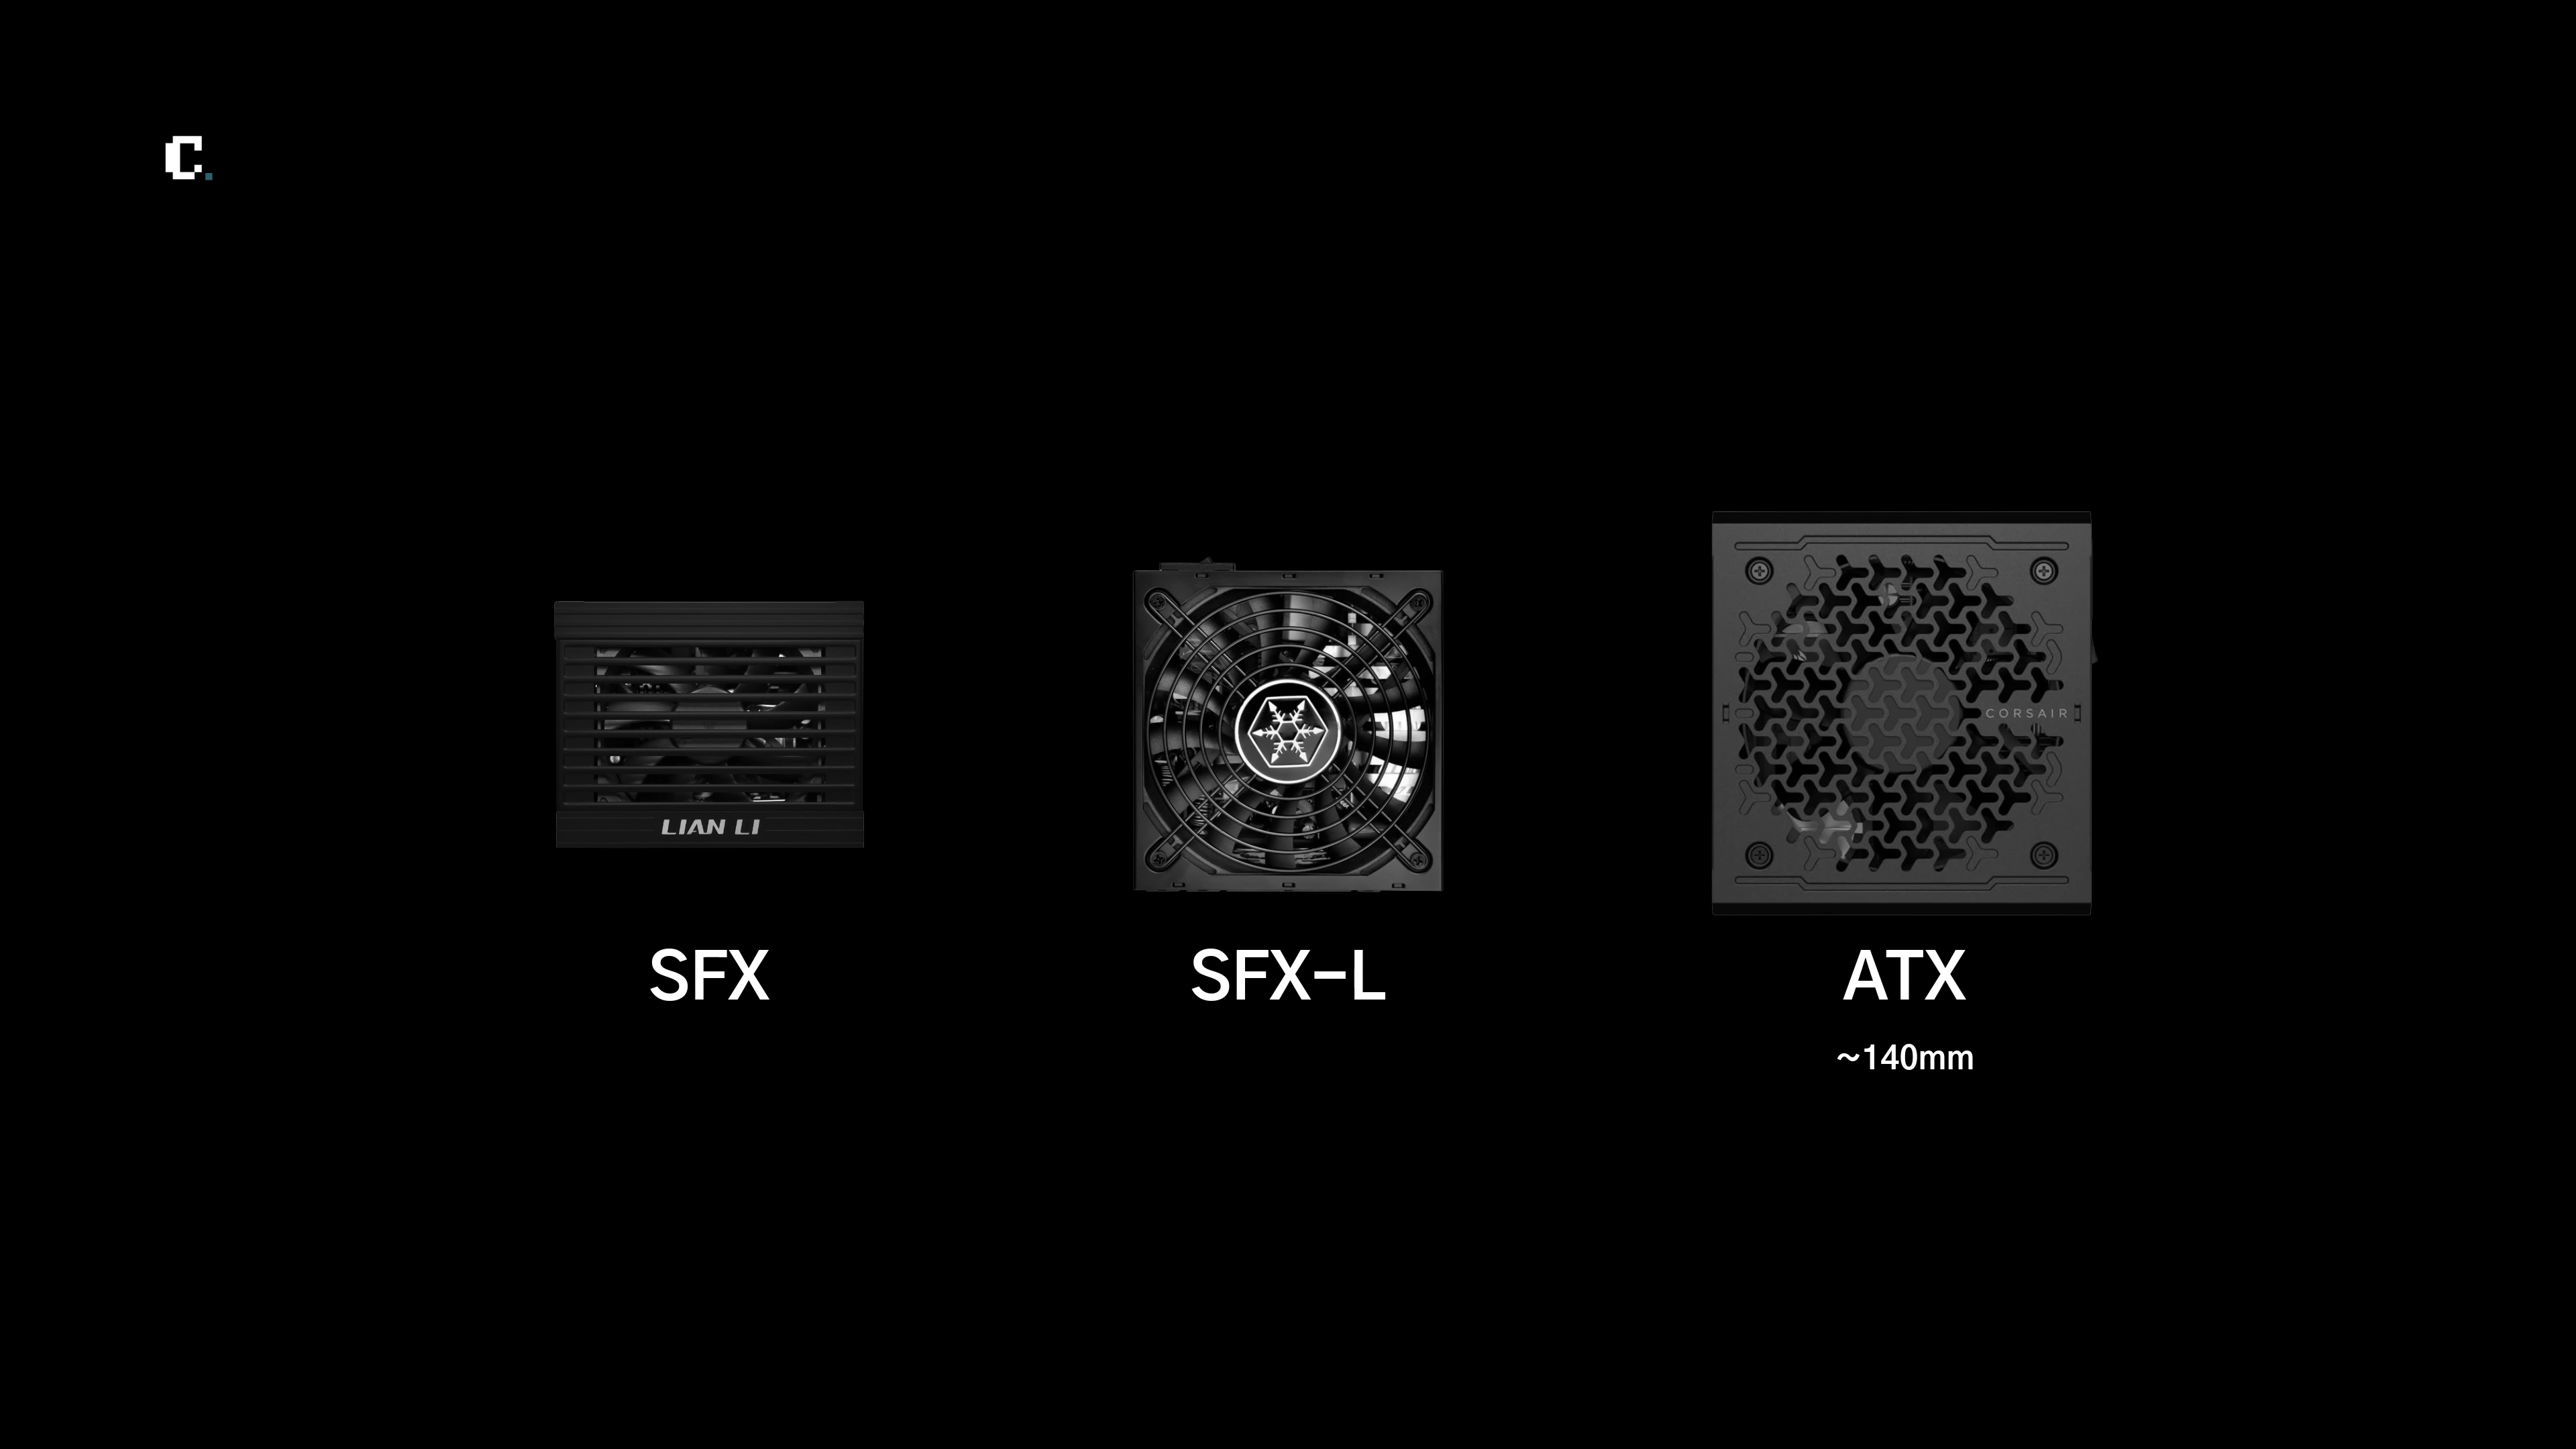 C.
LIAN LI
CORSAIR
SFX
SFX-L
ATX
~140mm